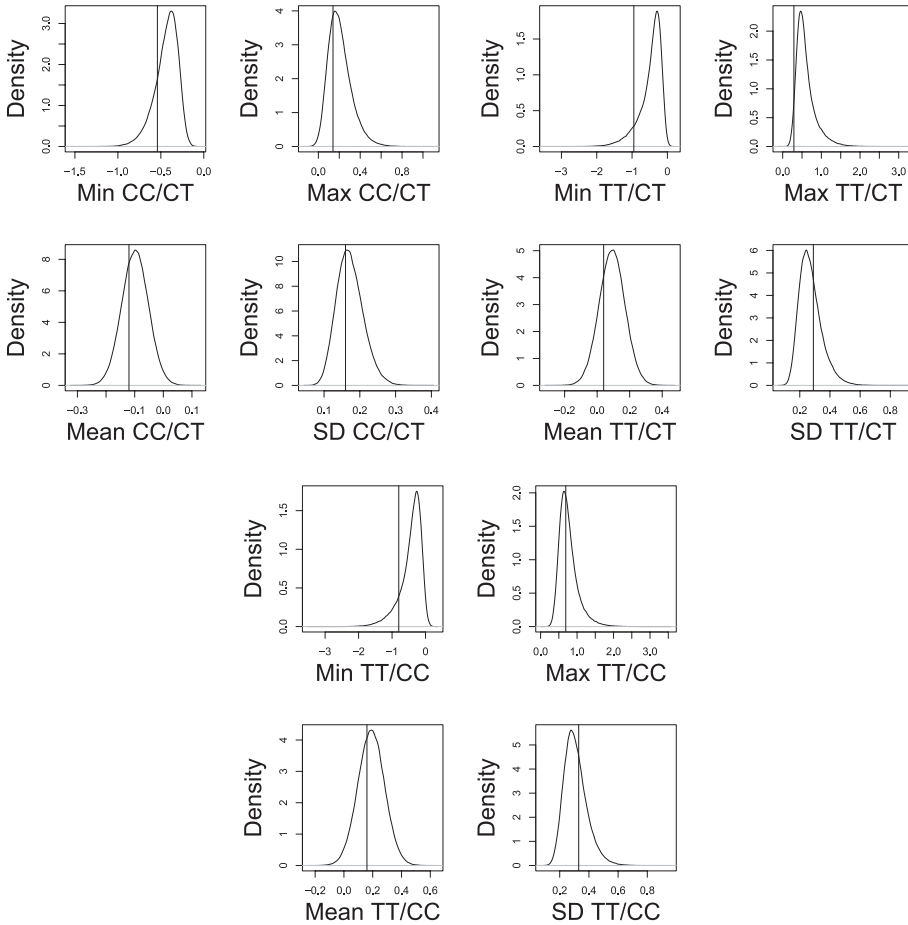 Density
0.0 1.0 2.0 3.0
−1.5 −1.0 −0.5 0.0
Min CC/CT
Density
0 1 2 3 4
0.0 0.2 0.4 0.6 0.8 1.0
Max CC/CT
Density
0.0 0.5 1.0 1.5
−3 −2 −1 0
Min TT/CT
Density
0.0 0.5 1.0 1.5 2.0
0.0 1.0 2.0 3.0
Max TT/CT
Density
0 2 4 6 8
−0.3 −0.1 0.0 0.1
Mean CC/CT
Density
0 2 4 6 8 10
0.1 0.2 0.3 0.4
SD CC/CT
Density
0 1 2 3 4 5
−0.2 0.0 0.2 0.4
Mean TT/CT
Density
0 1 2 3 4 5 6
0.2 0.4 0.6 0.8
SD TT/CT
Density
0.0 0.5 1.0 1.5
−3 −2 −1 0
Min TT/CC
Density
0.0 0.5 1.0 1.5 2.0
0.0 1.0 2.0 3.0
Max TT/CC
Density
0 1 2 3 4
−0.2 0.0 0.2 0.4 0.6
Mean TT/CC
Density
0 1 2 3 4 5
0.2 0.4 0.6 0.8
SD TT/CC